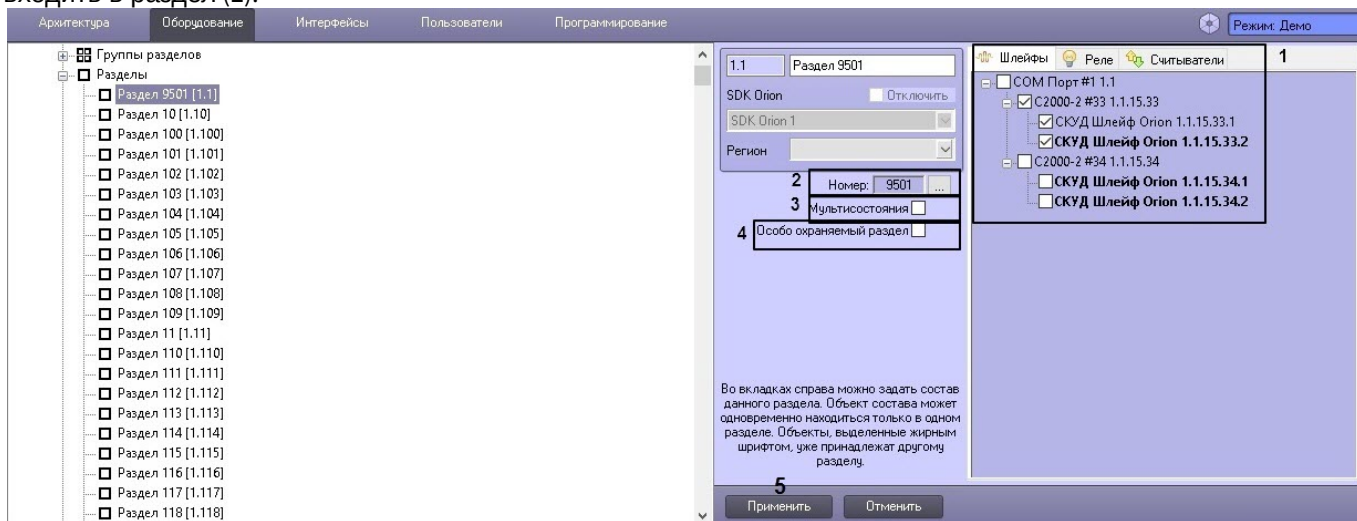 входить в раздел (1).
Архитектура Оборудование Интерфейсы Пользователи Программирование Режим: Демо
Группы разделов
Разделы
Раздел 9501 [1.1]
Раздел 10 [1.10]
Раздел 100 [1.100]
Раздел 101 [1.101]
Раздел 102 [1.102]
Раздел 103 [1.103]
Раздел 104 [1.104]
Раздел 105 [1.105]
Раздел 106 [1.106]
Раздел 107 [1.107]
Раздел 108 [1.108]
Раздел 109 [1.109]
Раздел 11 [1.11]
Раздел 110 [1.110]
Раздел 111 [1.111]
Раздел 112 [1.112]
Раздел 113 [1.113]
Раздел 114 [1.114]
Раздел 115 [1.115]
Раздел 116 [1.116]
Раздел 117 [1.117]
Раздел 118 [1.118]
1.1 Раздел 9501
SDK Orion Отключить
SDK Orion 1
Регион
2 Номер: 9501 ...
3 Мультисостояния
4 Особо охраняемый раздел
Во вкладках справа можно задать состав
данного раздела. Объект состава может
одновременно находиться только в одном
разделе. Объекты, выделенные жирным
шрифтом, уже принадлежат другому
разделу.
5
Применить Отменить
Шлейфы Реле Считыватели 1
COM Порт #1 1.1
С2000-2 #33 1.1.15.33
СКУД Шлейф Orion 1.1.15.33.1
СКУД Шлейф Orion 1.1.15.33.2
С2000-2 #34 1.1.15.34
СКУД Шлейф Orion 1.1.15.34.1
СКУД Шлейф Orion 1.1.15.34.2